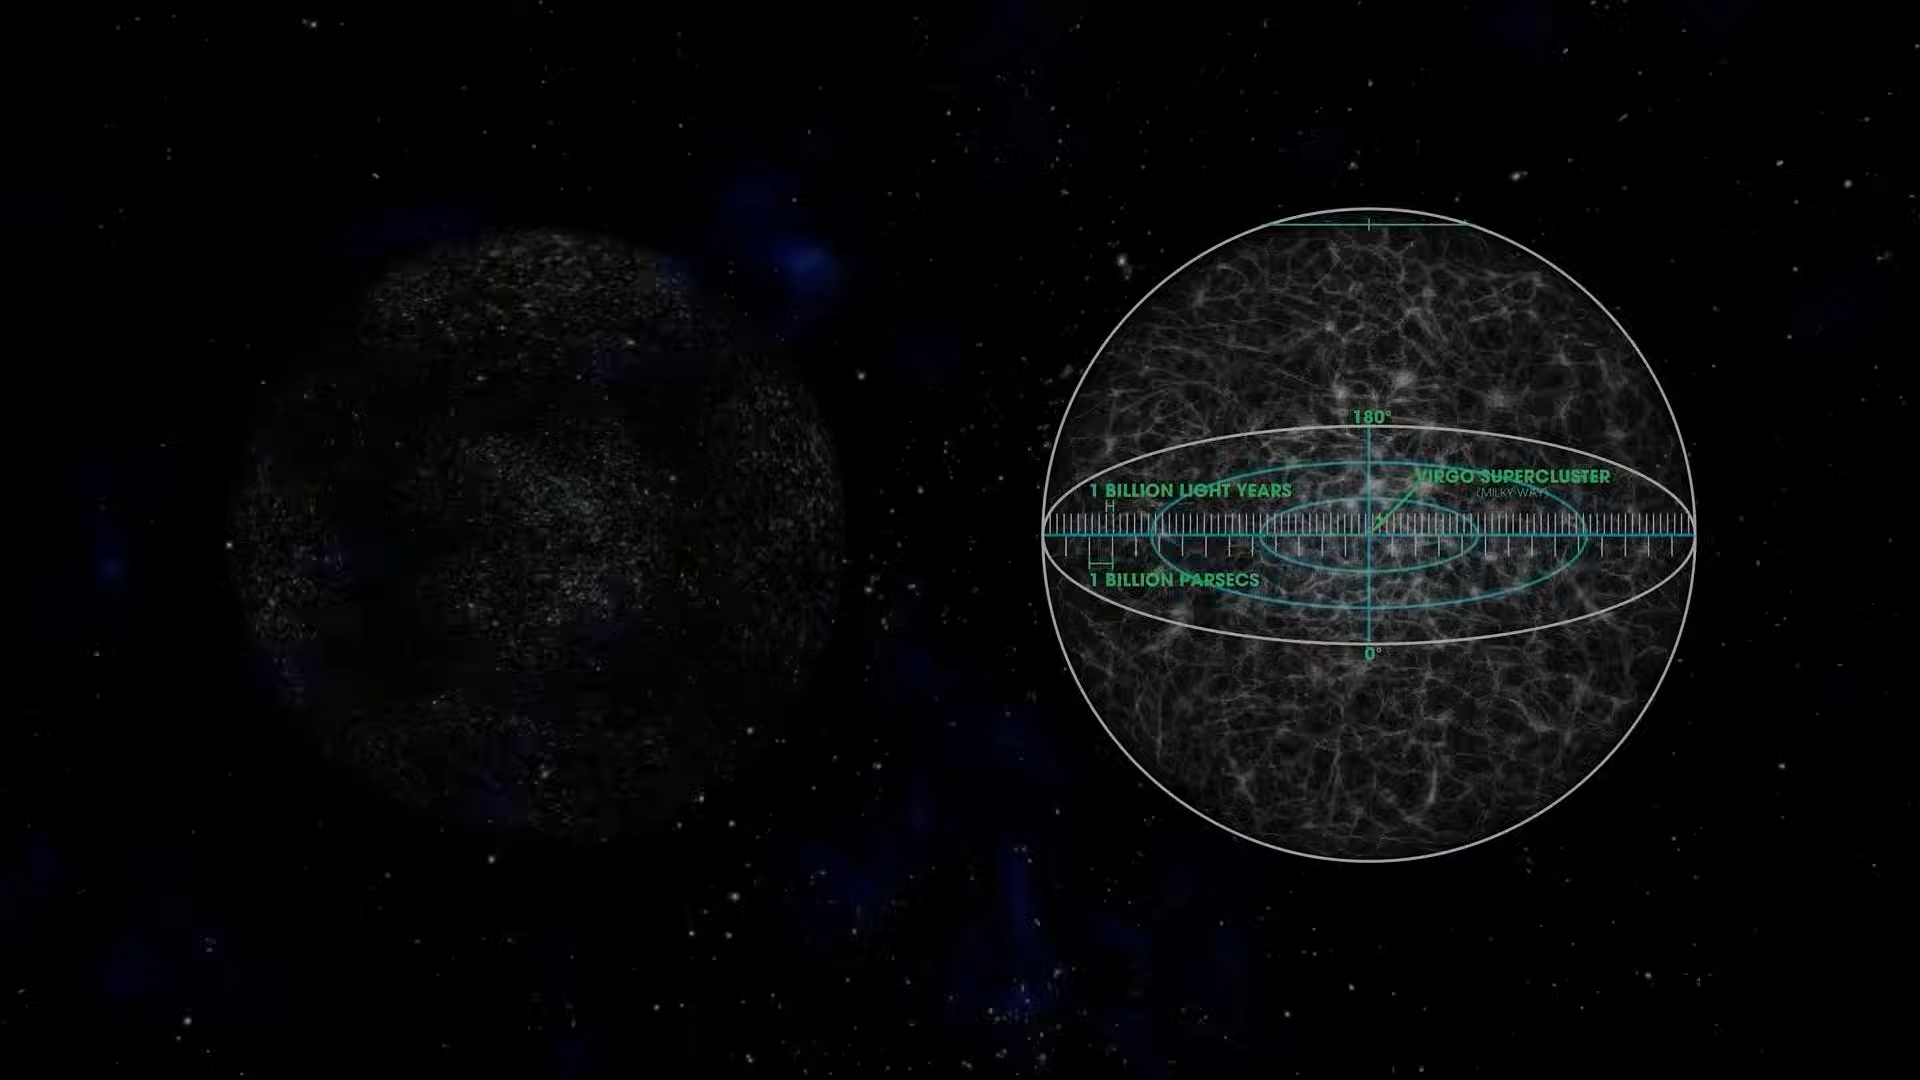 180°
VIRGO SUPERCLUSTER
(MILKY WAY)
1 BILLION LIGHT YEARS
1 BILLION PARSECS
0°